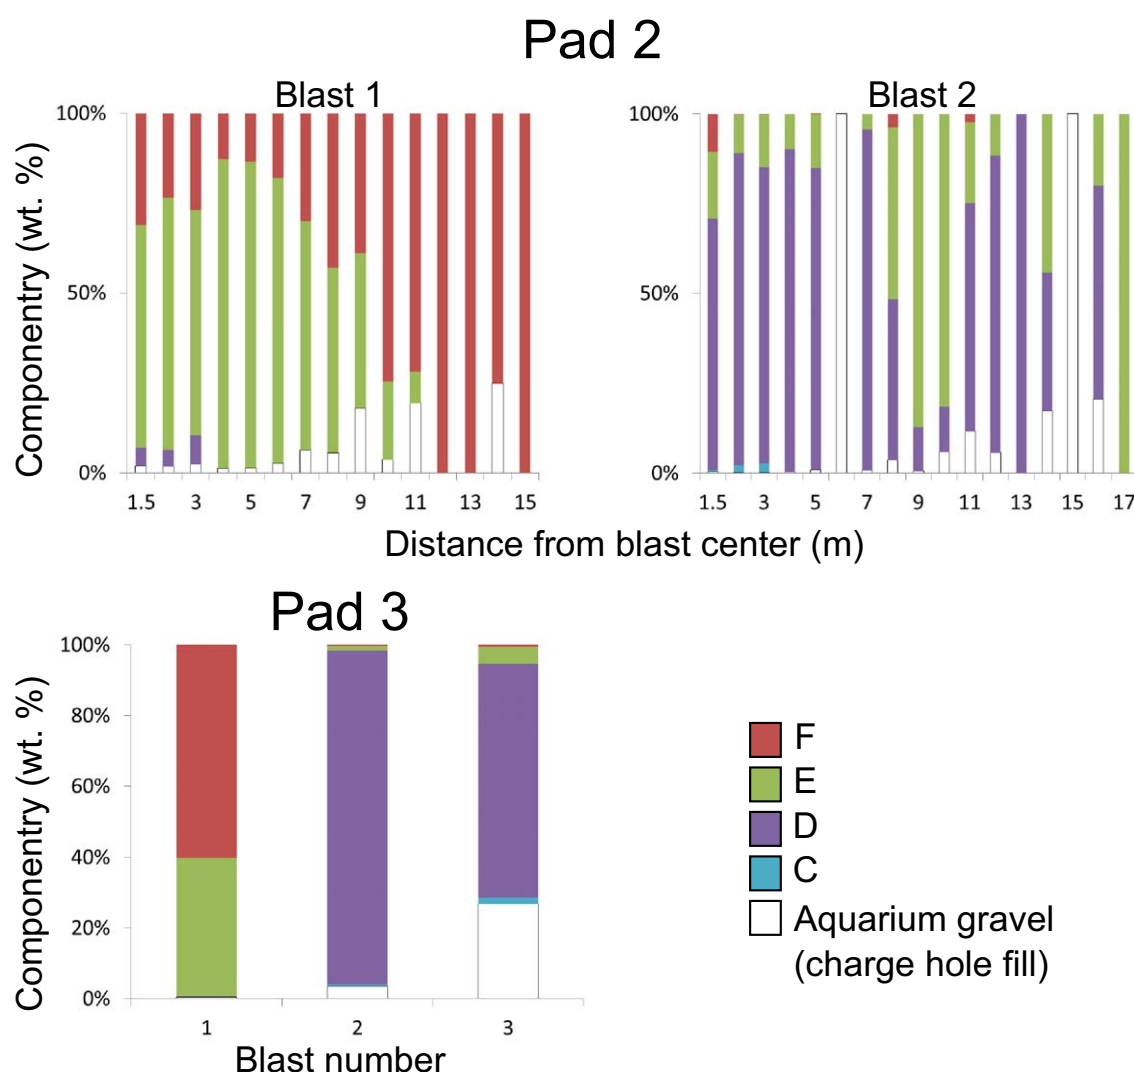 Pad 2
Blast 1
Blast 2
Componentry (wt. %)
100%
50%
0%
1.5 3 5 7 9 11 13 15
100%
50%
0%
1.5 3 5 7 9 11 13 15 17
Distance from blast center (m)
Pad 3
Componentry (wt. %)
100%
80%
60%
40%
20%
0%
1 2 3
Blast number
F
E
D
C
Aquarium gravel
(charge hole fill)